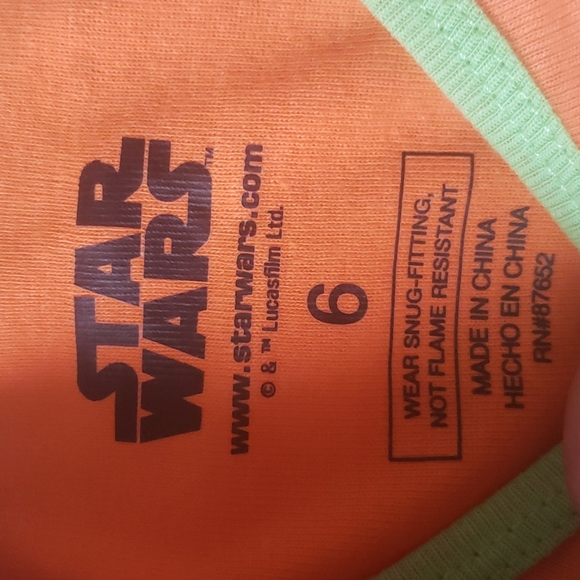 STAR
WARS™
www.starwars.com
© & ™ Lucasfilm Ltd.
6
WEAR SNUG-FITTING,
NOT FLAME RESISTANT
MADE IN CHINA
HECHO EN CHINA
RN#87652